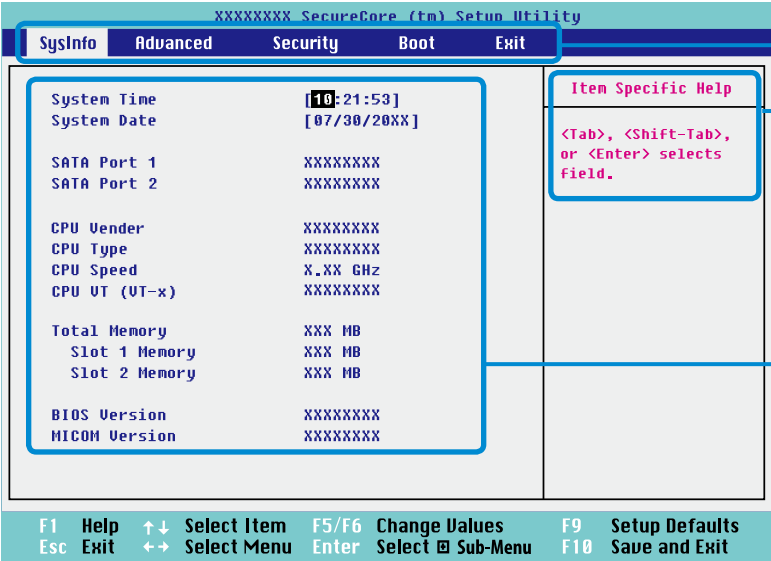 XXXXXXXX SecureCore (tm) Setup Utility
SysInfo Advanced Security Boot Exit
System Time [10:21:53]
System Date [07/30/20XX]
SATA Port 1 XXXXXXXX
SATA Port 2 XXXXXXXX
CPU Vender XXXXXXXX
CPU Type XXXXXXXX
CPU Speed X.XX GHz
CPU VT (VT-x) XXXXXXXX
Total Memory XXX MB
Slot 1 Memory XXX MB
Slot 2 Memory XXX MB
BIOS Version XXXXXXXX
MICOM Version XXXXXXXX
Item Specific Help
<Tab>, <Shift-Tab>,
or <Enter> selects
field.
F1 Help ↑↓ Select Item F5/F6 Change Values F9 Setup Defaults
Esc Exit ←→ Select Menu Enter Select ⊞ Sub-Menu F10 Save and Exit